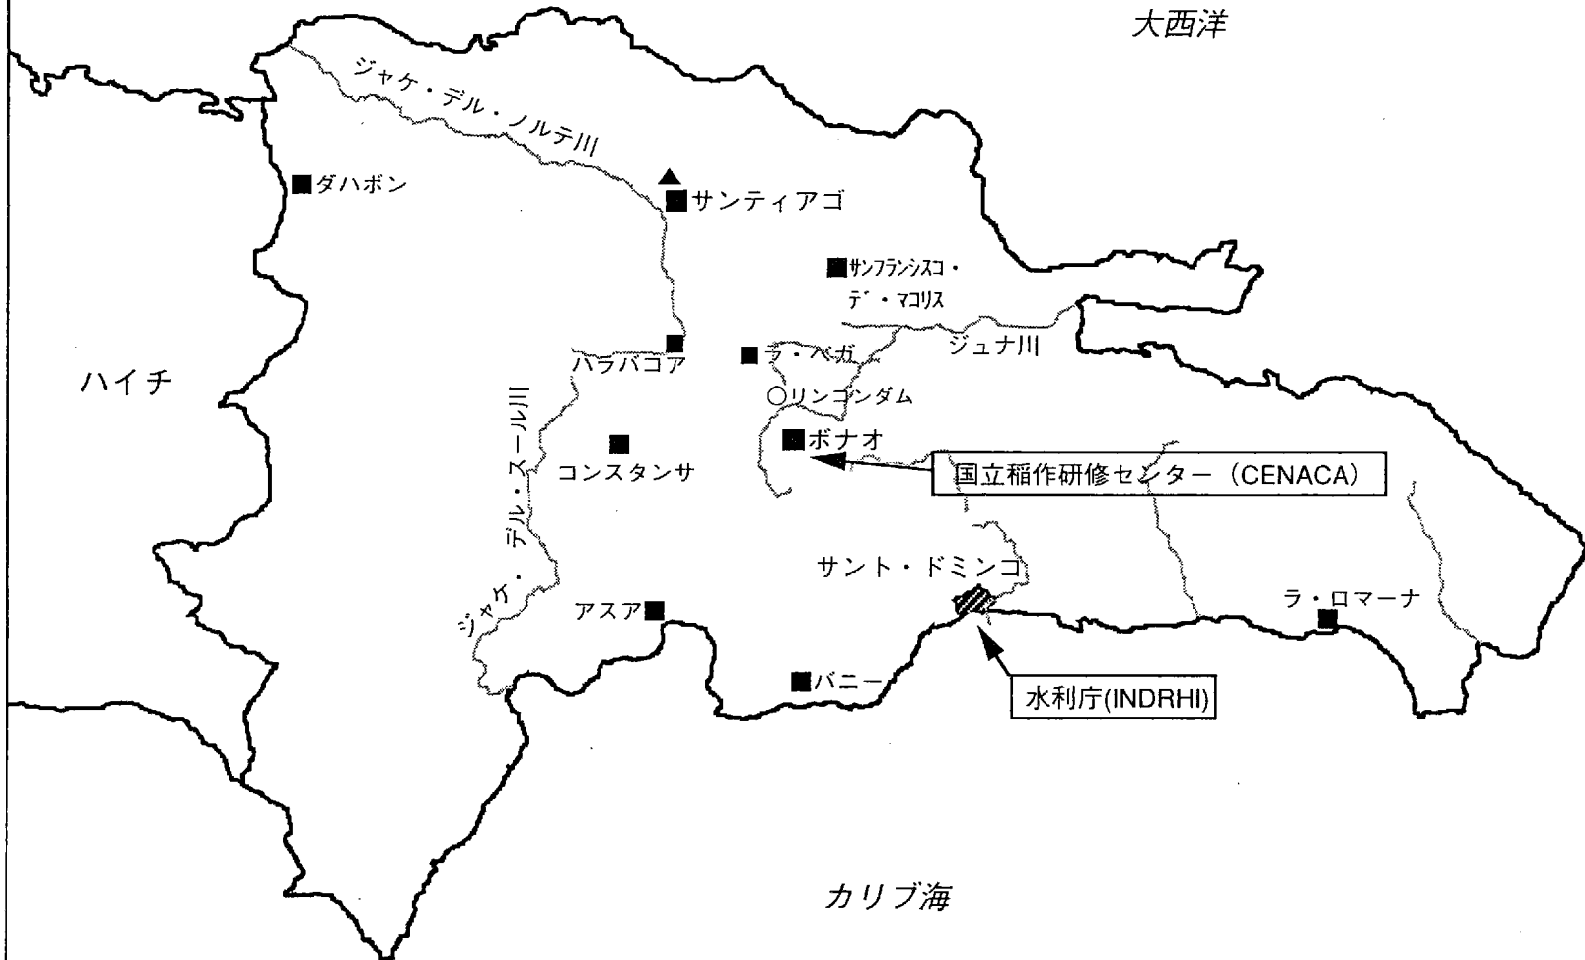 大西洋
ジャケ・デル・ノルテ川
ダハボン
サンティアゴ
サンフランシスコ・
デ・マコリス
ジュナ川
ハラバコア
ラ・ベガ
ハイチ
リンコンダム
ボナオ
コンスタンサ
国立稲作研修センター(CENACA)
ジャケ・デル・スール川
サント・ドミンゴ
アスア
ラ・ロマーナ
バニー
水利庁(INDRHI)
カリブ海